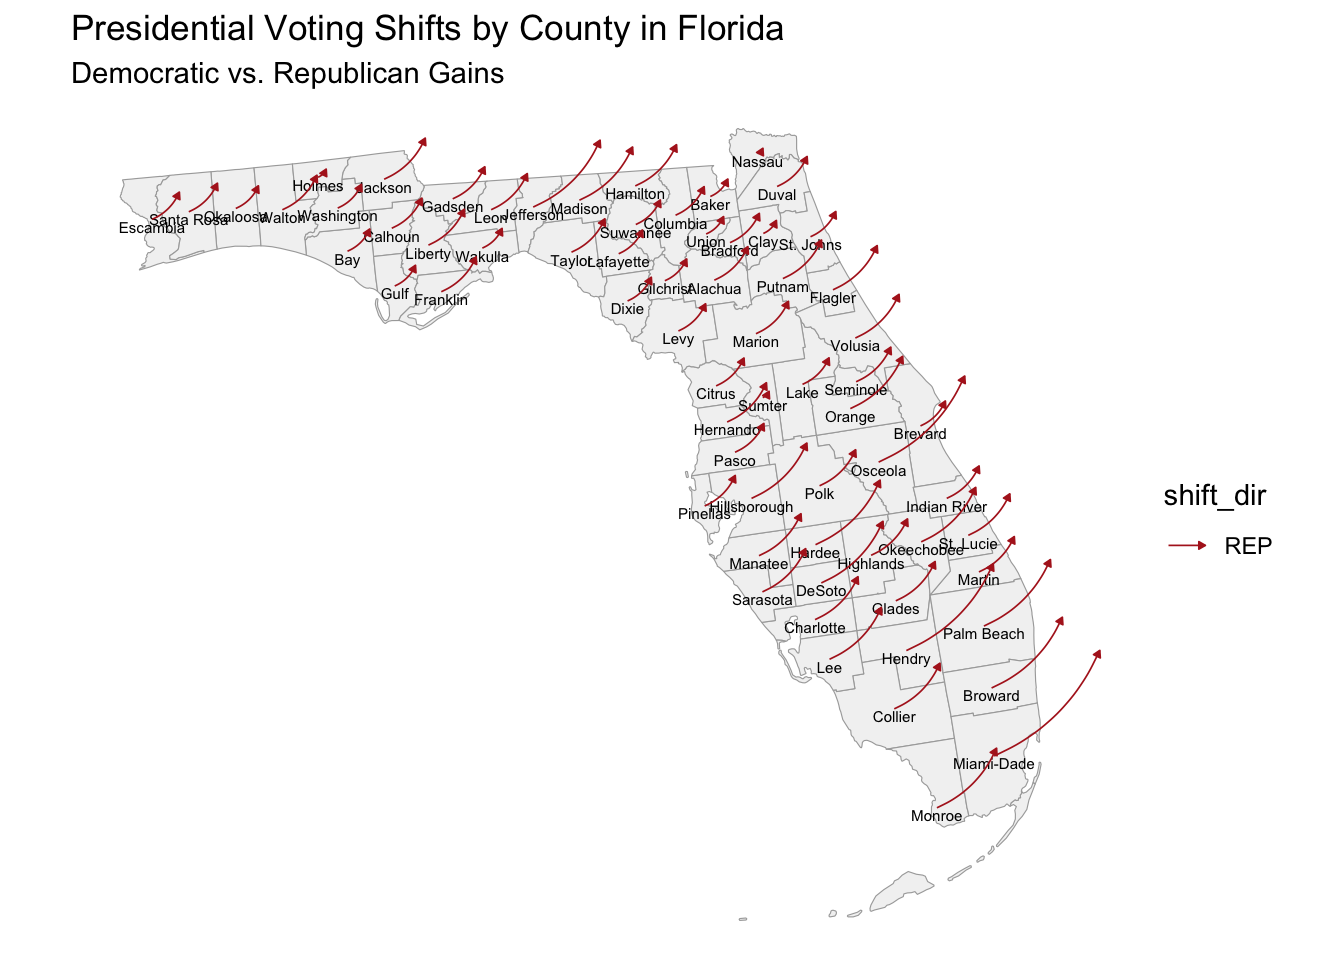 Presidential Voting Shifts by County in Florida
Democratic vs. Republican Gains
Nassau
Holmes
Jackson
Duval
Hamilton
Baker
Gadsden
Madison
Jefferson
Leon
Santa Rosa
Okaloosa
Walton
Washington
Escambia
Columbia
Suwannee
Calhoun
Union
Clay
St. Johns
Bradford
Liberty
Wakulla
Bay
Taylor
Lafayette
Gilchrist
Alachua
Putnam
Gulf
Franklin
Flagler
Dixie
Levy
Marion
Volusia
Citrus
Lake
Seminole
Sumter
Orange
Hernando
Brevard
Pasco
Osceola
Polk
shift_dir
Hillsborough
Indian River
Pinellas
REP
St. Lucie
Okeechobee
Hardee
Manatee
Highlands
Martin
DeSoto
Sarasota
Glades
Charlotte
Palm Beach
Hendry
Lee
Broward
Collier
Miami-Dade
Monroe